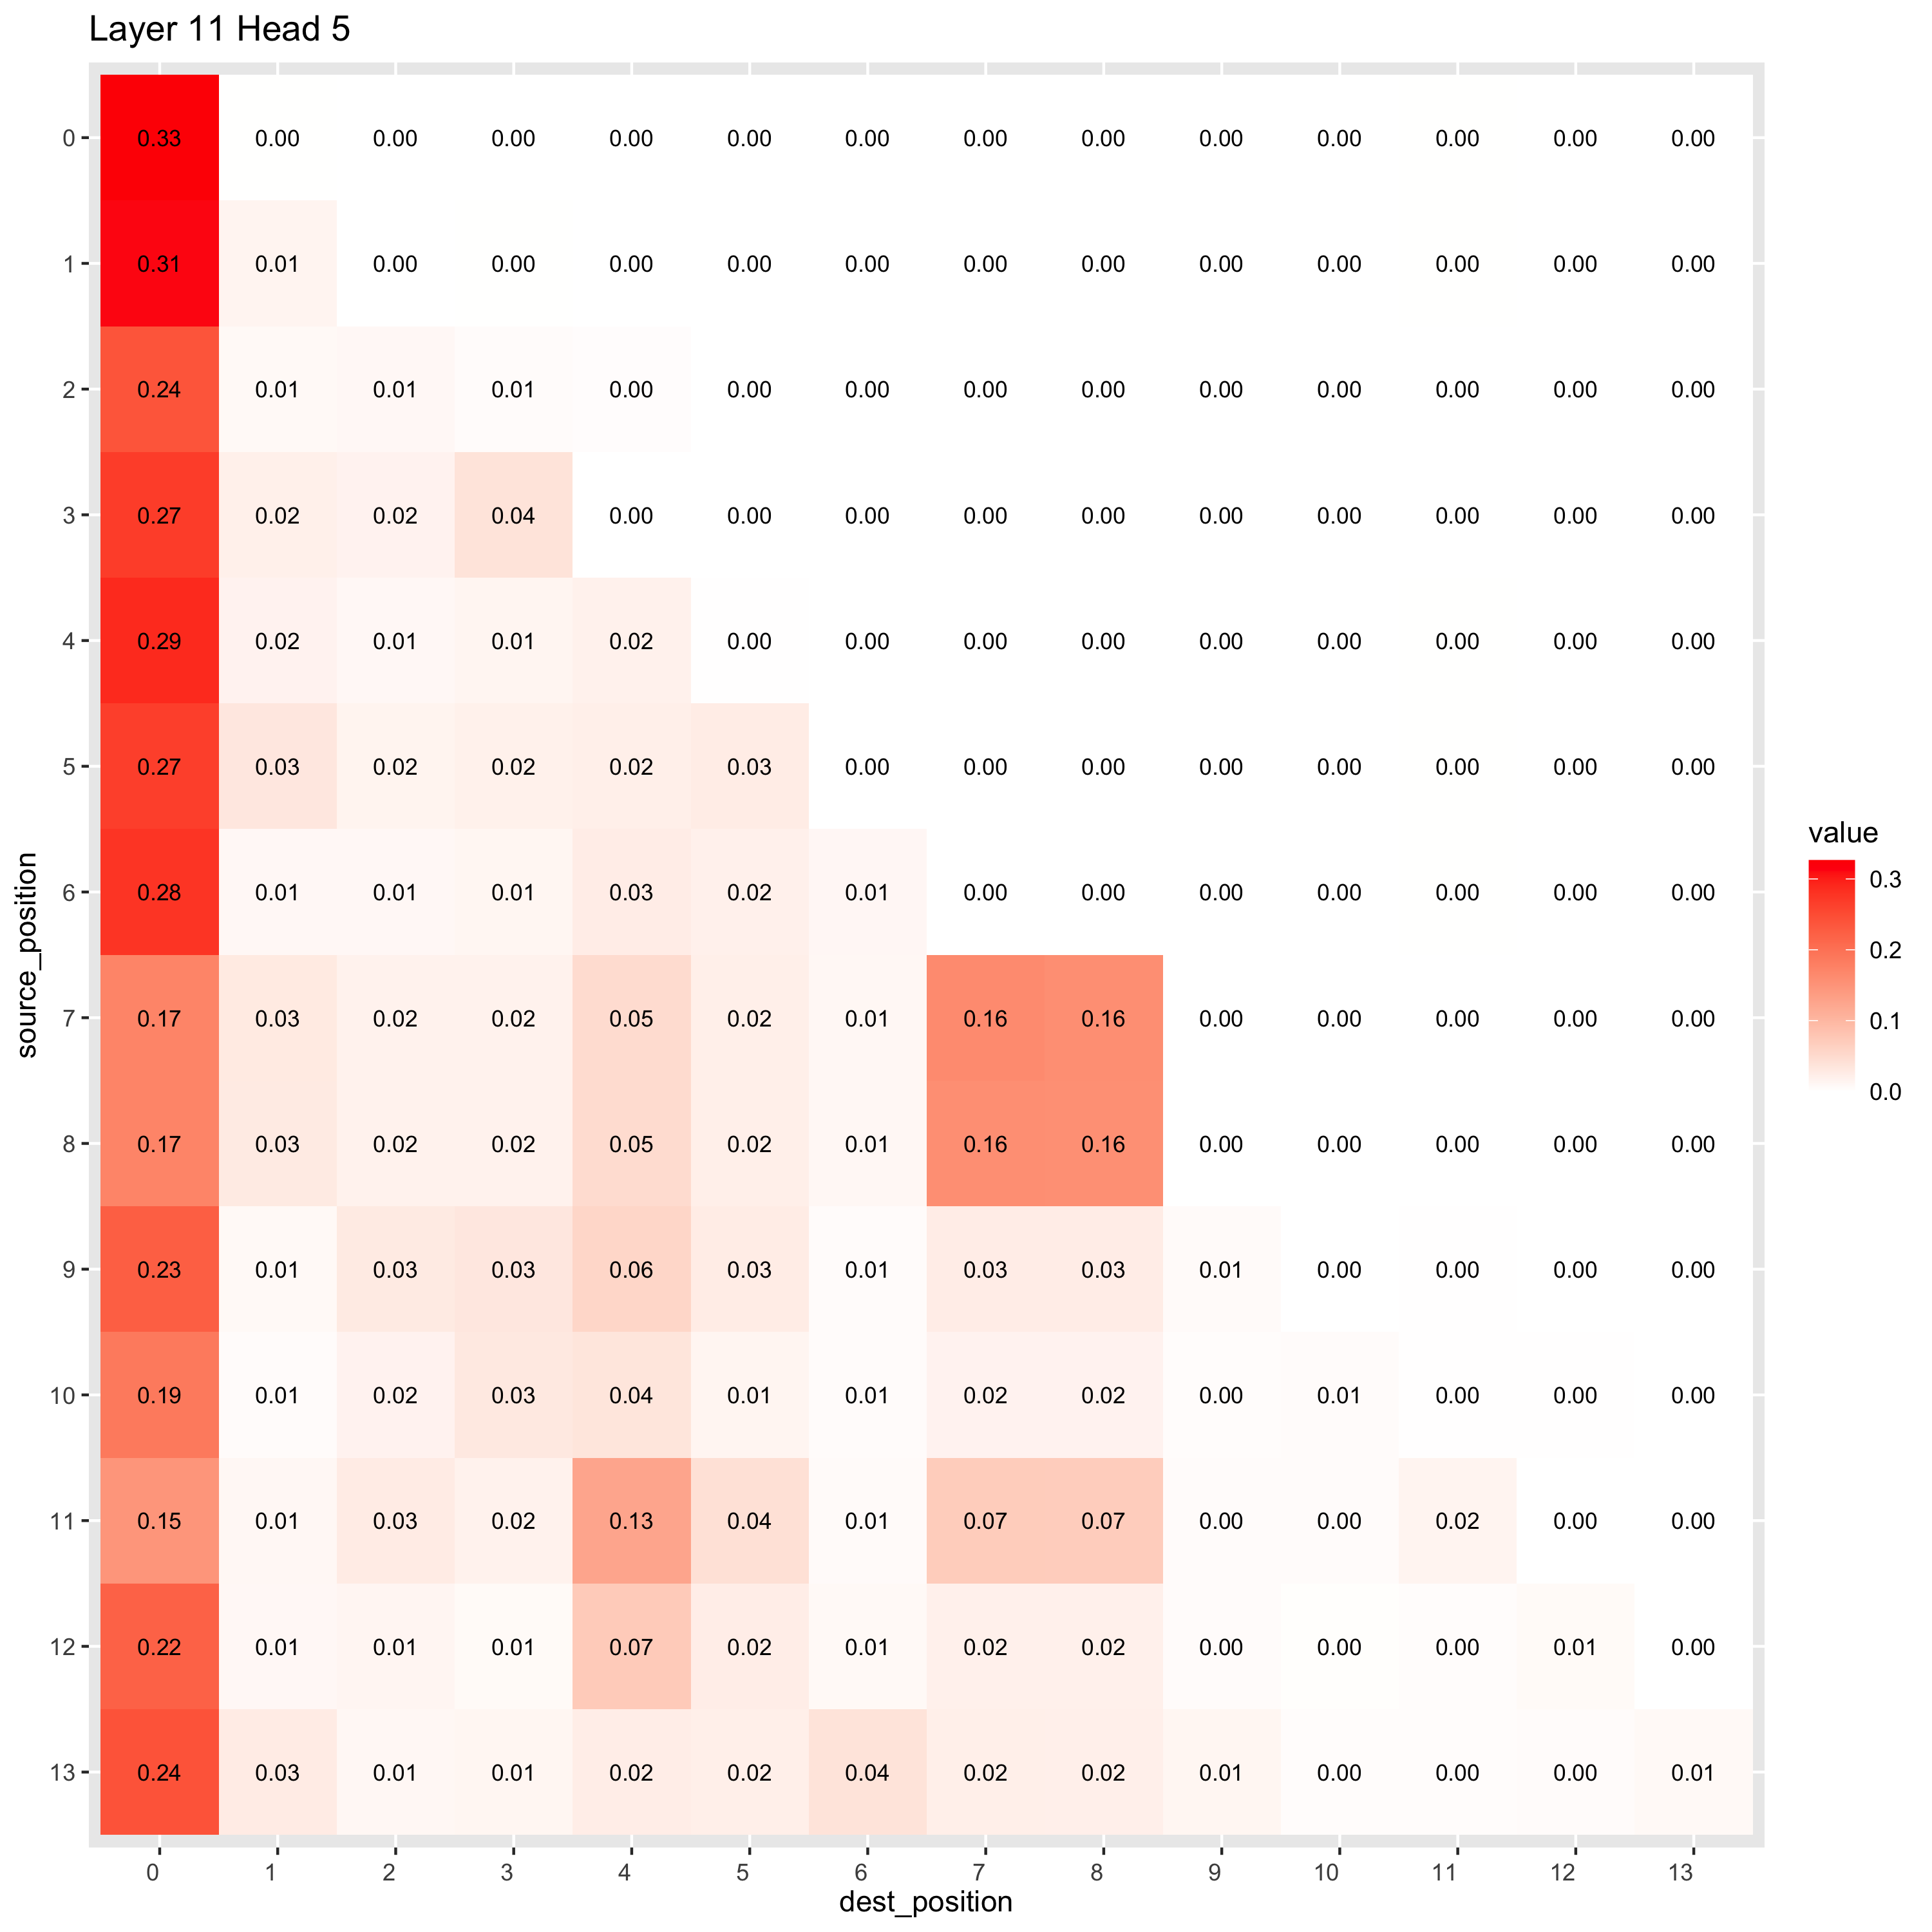 Layer 11 Head 5
0 0.33 0.00 0.00 0.00 0.00 0.00 0.00 0.00 0.00 0.00 0.00 0.00 0.00 0.00
1 0.31 0.01 0.00 0.00 0.00 0.00 0.00 0.00 0.00 0.00 0.00 0.00 0.00 0.00
2 0.24 0.01 0.01 0.01 0.00 0.00 0.00 0.00 0.00 0.00 0.00 0.00 0.00 0.00
3 0.27 0.02 0.02 0.04 0.00 0.00 0.00 0.00 0.00 0.00 0.00 0.00 0.00 0.00
4 0.29 0.02 0.01 0.01 0.02 0.00 0.00 0.00 0.00 0.00 0.00 0.00 0.00 0.00
5 0.27 0.03 0.02 0.02 0.02 0.03 0.00 0.00 0.00 0.00 0.00 0.00 0.00 0.00
6 0.28 0.01 0.01 0.01 0.03 0.02 0.01 0.00 0.00 0.00 0.00 0.00 0.00 0.00
7 0.17 0.03 0.02 0.02 0.05 0.02 0.01 0.16 0.16 0.00 0.00 0.00 0.00 0.00
8 0.17 0.03 0.02 0.02 0.05 0.02 0.01 0.16 0.16 0.00 0.00 0.00 0.00 0.00
9 0.23 0.01 0.03 0.03 0.06 0.03 0.01 0.03 0.03 0.01 0.00 0.00 0.00 0.00
10 0.19 0.01 0.02 0.03 0.04 0.01 0.01 0.02 0.02 0.00 0.01 0.00 0.00 0.00
11 0.15 0.01 0.03 0.02 0.13 0.04 0.01 0.07 0.07 0.00 0.00 0.02 0.00 0.00
12 0.22 0.01 0.01 0.01 0.07 0.02 0.01 0.02 0.02 0.00 0.00 0.00 0.01 0.00
13 0.24 0.03 0.01 0.01 0.02 0.02 0.04 0.02 0.02 0.01 0.00 0.00 0.00 0.01
0 1 2 3 4 5 6 7 8 9 10 11 12 13
dest_position
source_position
value
0.3
0.2
0.1
0.0